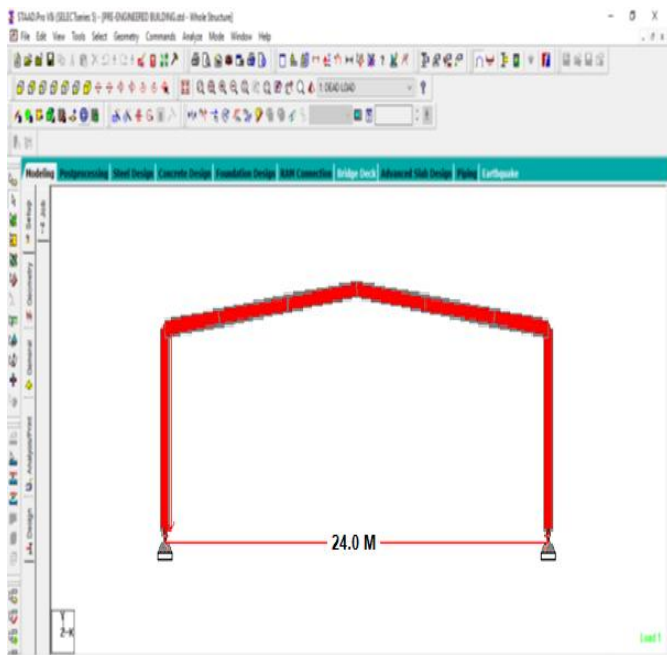 STAAD.Pro V8i (SELECTseries 5) - [PRE-ENGINEERED BUILDING.std - Whole Structure]
File Edit View Tools Select Geometry Commands Analyze Mode Window Help
1: DEAD LOAD
Modeling Postprocessing Steel Design Concrete Design Foundation Design RAM Connection Bridge Deck Advanced Slab Design Piping Earthquake
Setup
Job
Geometry
General
Analysis/Print
Design
24.0 M
Y
Load 1